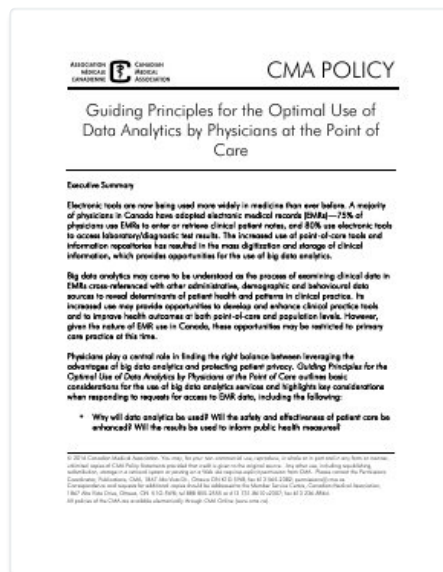 ASSOCIATION CANADIAN
MÉDICALE MEDICAL
CANADIENNE ASSOCIATION
CMA POLICY
Guiding Principles for the Optimal Use of
Data Analytics by Physicians at the Point of
Care
Executive Summary
Electronic tools are now being used more widely in medicine than ever before. A majority
of physicians in Canada have adopted electronic medical records (EMRs)—75% of
physicians use EMRs to enter or retrieve clinical patient notes, and 80% use electronic tools
to access laboratory/diagnostic test results. The increased use of point-of-care tools and
information repositories has resulted in the mass digitization and storage of clinical
information, which provides opportunities for the use of big data analytics.
Big data analytics may come to be understood as the process of examining clinical data in
EMRs cross-referenced with other administrative, demographic and behavioural data
sources to reveal determinants of patient health and patterns in clinical practice. Its
increased use may provide opportunities to develop and enhance clinical practice tools
and to improve health outcomes at both point-of-care and population levels. However,
given the nature of EMR use in Canada, these opportunities may be restricted to primary
care practice at this time.
Physicians play a central role in finding the right balance between leveraging the
advantages of big data analytics and protecting patient privacy. Guiding Principles for the
Optimal Use of Data Analytics by Physicians at the Point of Care outlines basic
considerations for the use of big data analytics services and highlights key considerations
when responding to requests for access to EMR data, including the following:
• Why will data analytics be used? Will the safety and effectiveness of patient care be
enhanced? Will the results be used to inform public health measures?